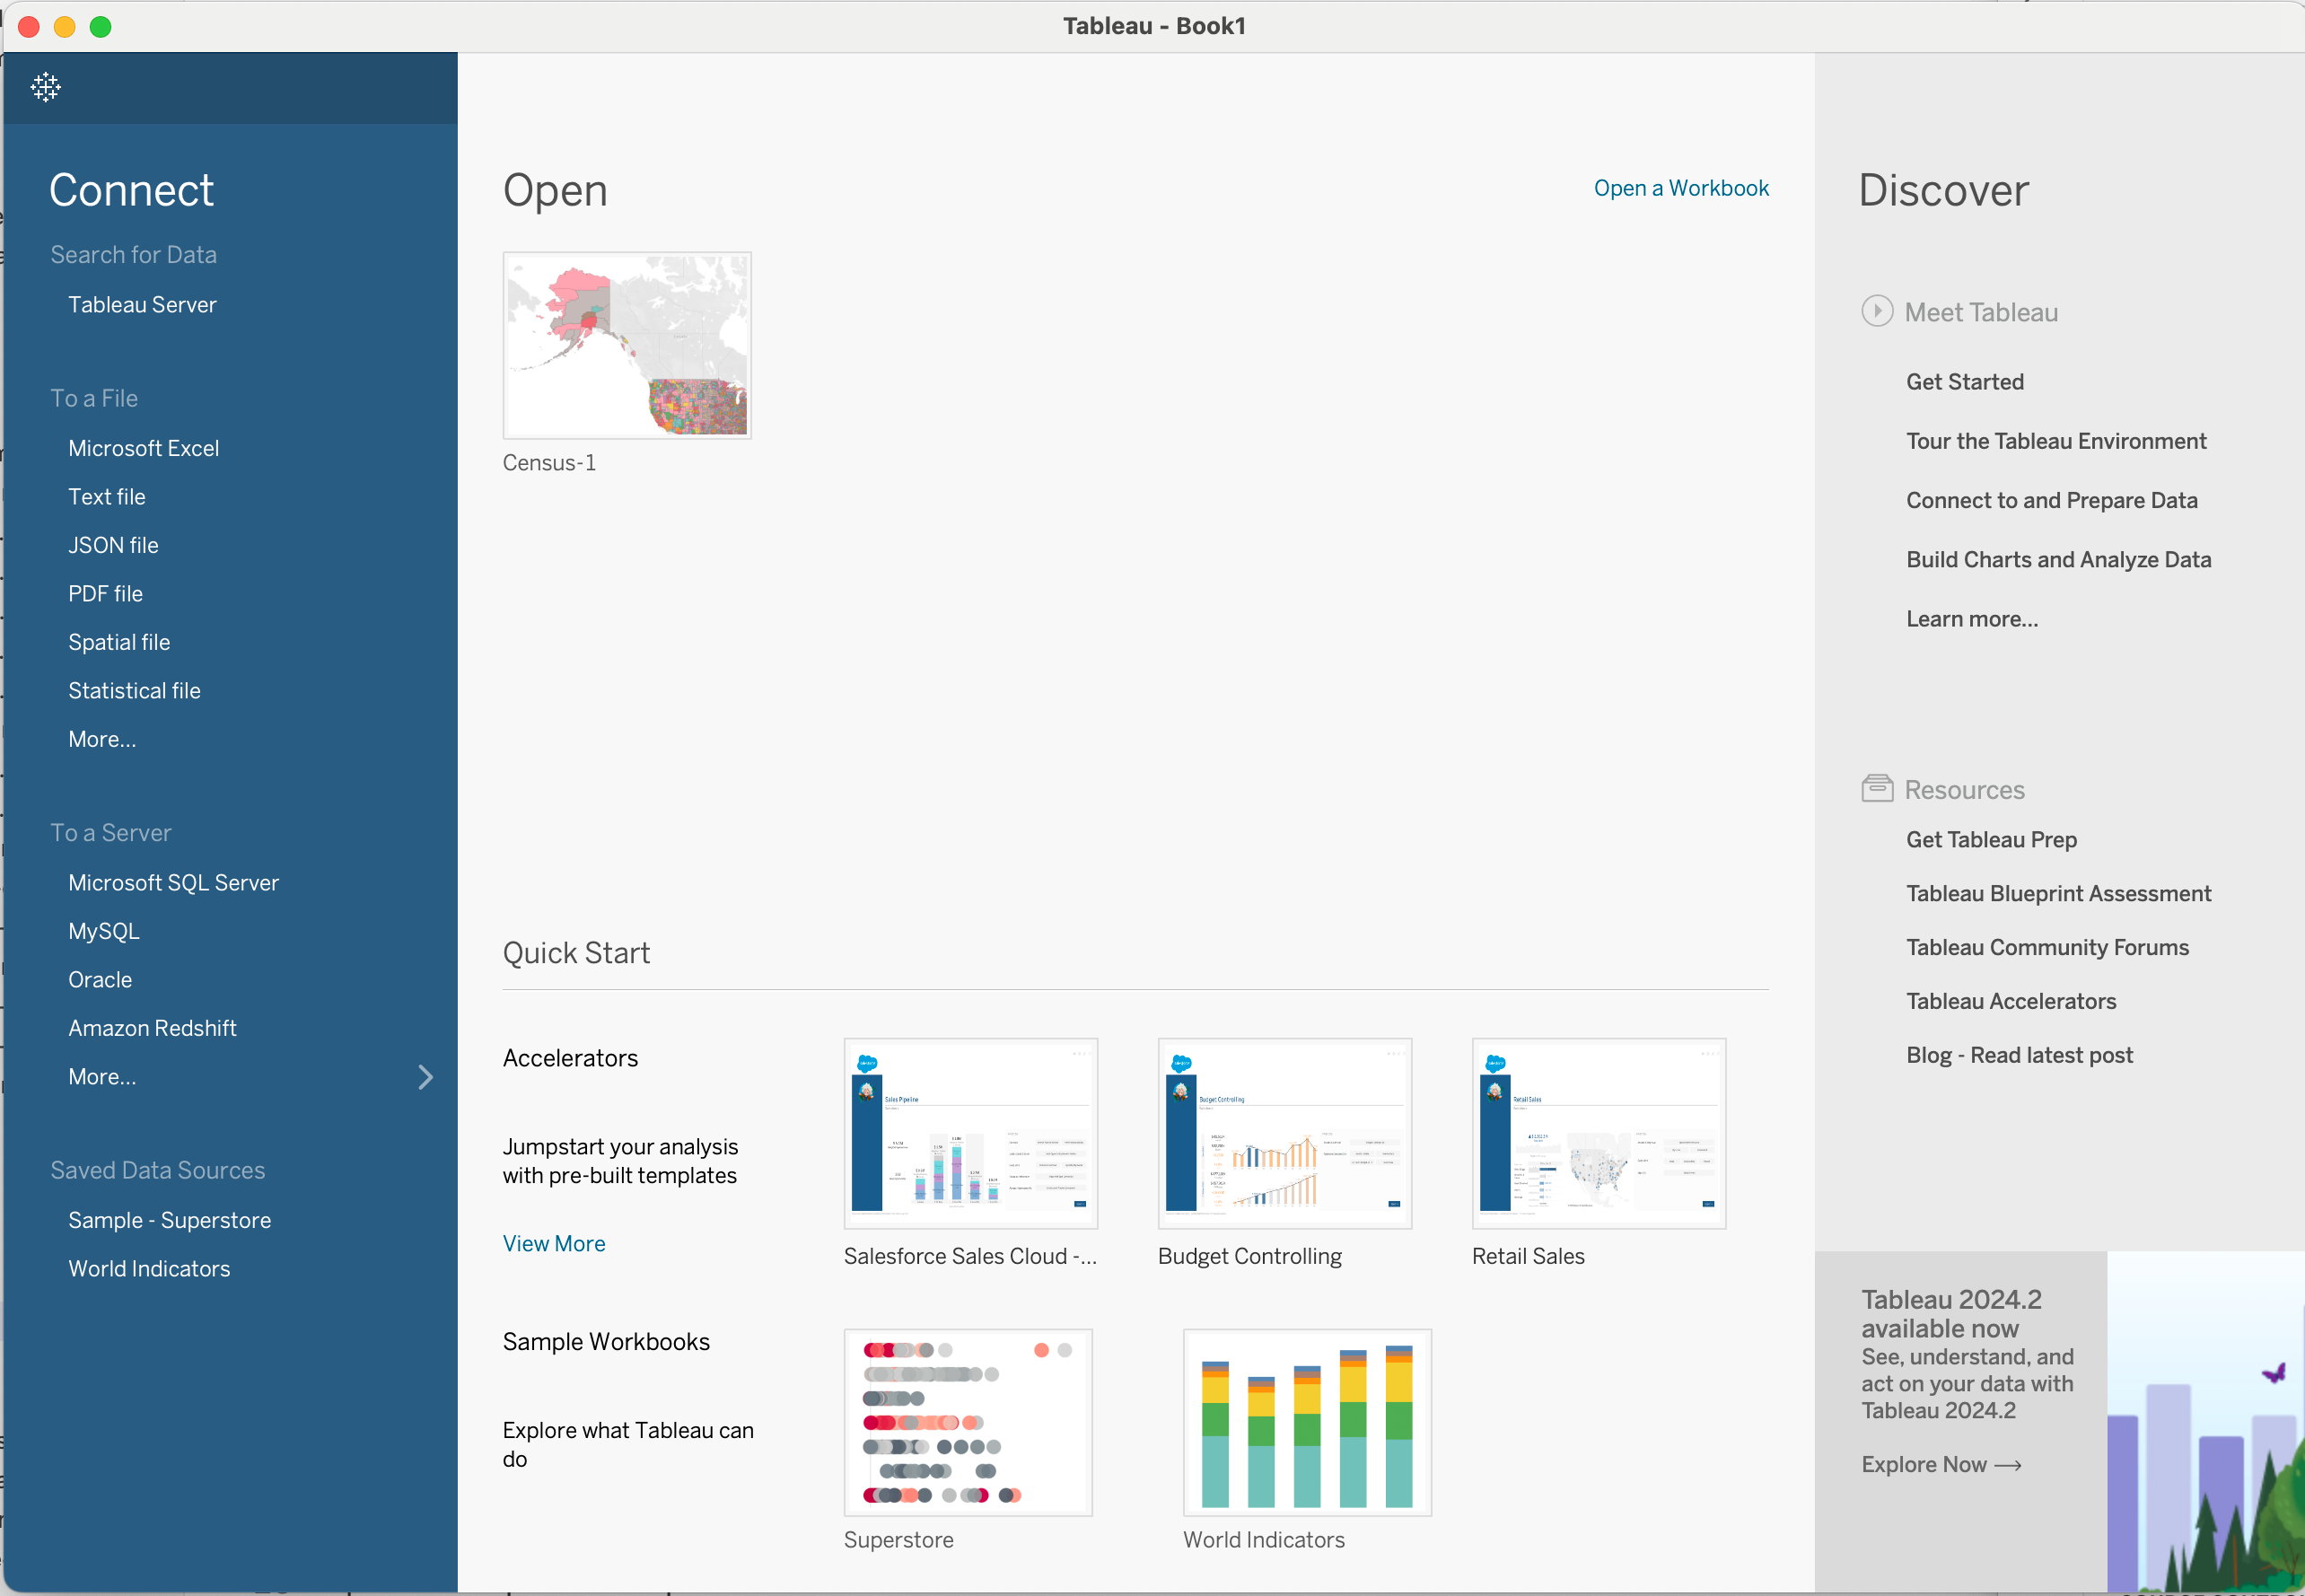 Tableau - Book1
Connect
Search for Data
Tableau Server
To a File
Microsoft Excel
Text file
JSON file
PDF file
Spatial file
Statistical file
More...
To a Server
Microsoft SQL Server
MySQL
Oracle
Amazon Redshift
More...
Saved Data Sources
Sample - Superstore
World Indicators
Open
Open a Workbook
Census-1
Quick Start
Accelerators
Jumpstart your analysis
with pre-built templates
View More
Sales Pipeline
Salesforce Sales Cloud -...
Budget Controlling
Budget Controlling
Retail Sales
Retail Sales
Sample Workbooks
Explore what Tableau can
do
Superstore
World Indicators
Discover
Meet Tableau
Get Started
Tour the Tableau Environment
Connect to and Prepare Data
Build Charts and Analyze Data
Learn more...
Resources
Get Tableau Prep
Tableau Blueprint Assessment
Tableau Community Forums
Tableau Accelerators
Blog - Read latest post
Tableau 2024.2
available now
See, understand, and
act on your data with
Tableau 2024.2
Explore Now →